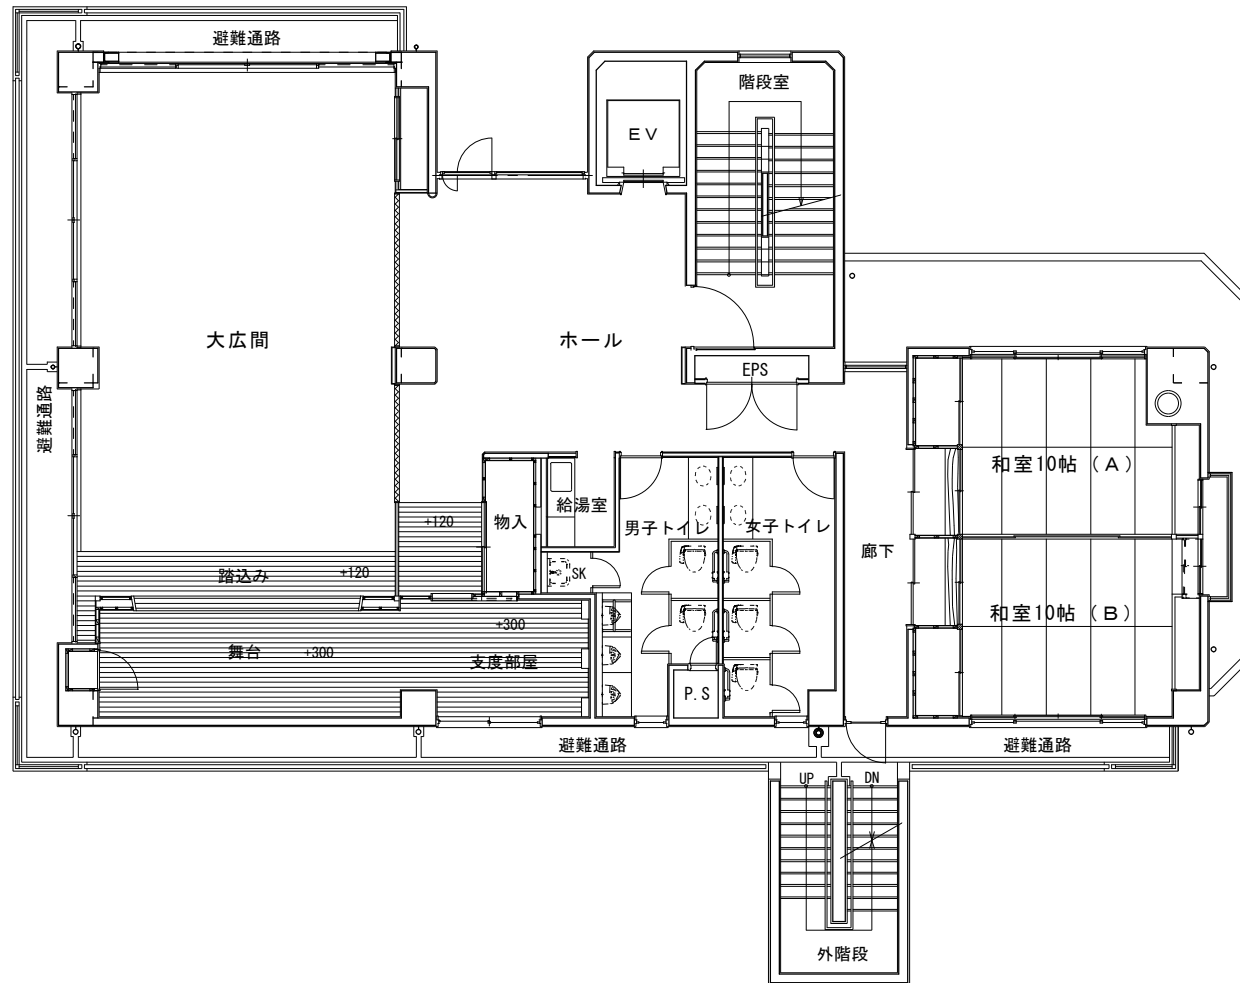 避難通路
階段室
ＥＶ
大広間
ホール
EPS
避難通路
和室10帖（Ａ）
給湯室
物入
+120
男子トイレ
女子トイレ
廊下
踏込み
+120
SK
和室10帖（Ｂ）
+300
舞台
+300
支度部屋
P.S
避難通路
避難通路
UP
DN
外階段